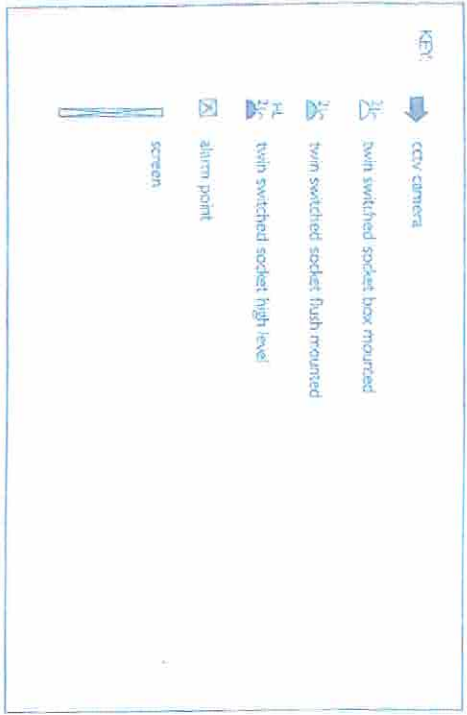 KEY:
cctv camera
twin switched socket box mounted
twin switched socket flush mounted
HL
twin switched socket high level
alarm point
screen